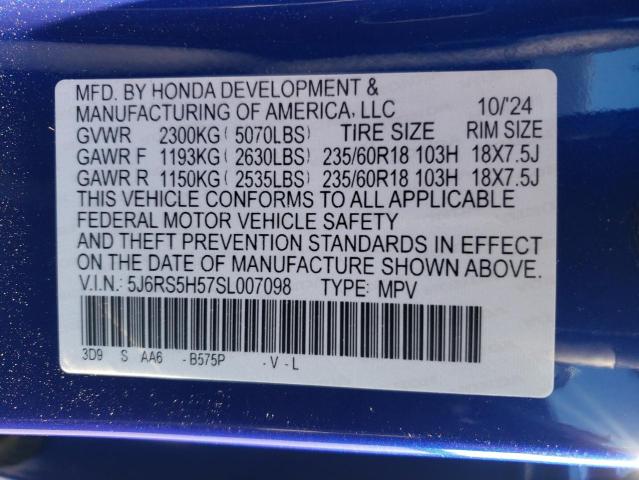 MFD. BY HONDA DEVELOPMENT &
MANUFACTURING OF AMERICA, LLC 10/'24
GVWR 2300KG( 5070LBS) TIRE SIZE RIM SIZE
GAWR F 1193KG( 2630LBS) 235/60R18 103H 18X7.5J
GAWR R 1150KG( 2535LBS) 235/60R18 103H 18X7.5J
THIS VEHICLE CONFORMS TO ALL APPLICABLE
FEDERAL MOTOR VEHICLE SAFETY
AND THEFT PREVENTION STANDARDS IN EFFECT
ON THE DATE OF MANUFACTURE SHOWN ABOVE.
V.I.N.: 5J6RS5H57SL007098 TYPE: MPV
3D9 S AA6 -B575P -V -L